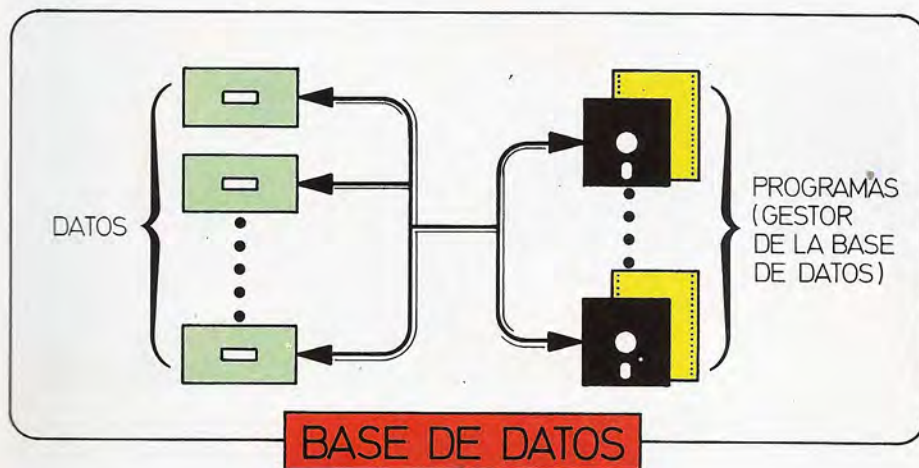 DATOS
PROGRAMAS
(GESTOR
DE LA BASE
DE DATOS)
BASE DE DATOS